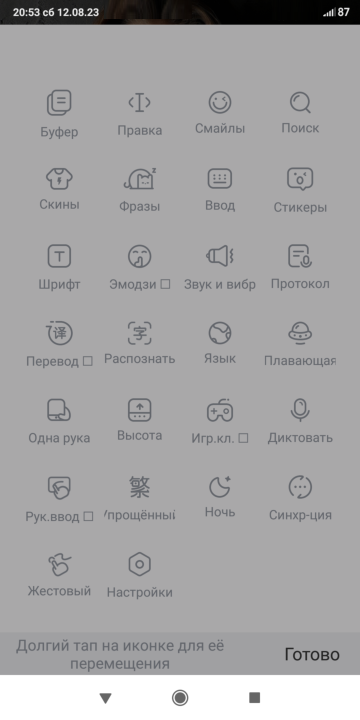 20:53 сб 12.08.23 87
Буфер Правка Смайлы Поиск
Скины Фразы Ввод Стикеры
Шрифт Эмодзи Звук и вибр Протокол
译
字
Перевод Распознать Язык Плавающая
Одна рука Высота Игр.кл. Диктовать
繁
Рук.ввод Упрощённый Ночь Синхр-ция
Жестовый Настройки
Долгий тап на иконке для её
перемещения
Готово